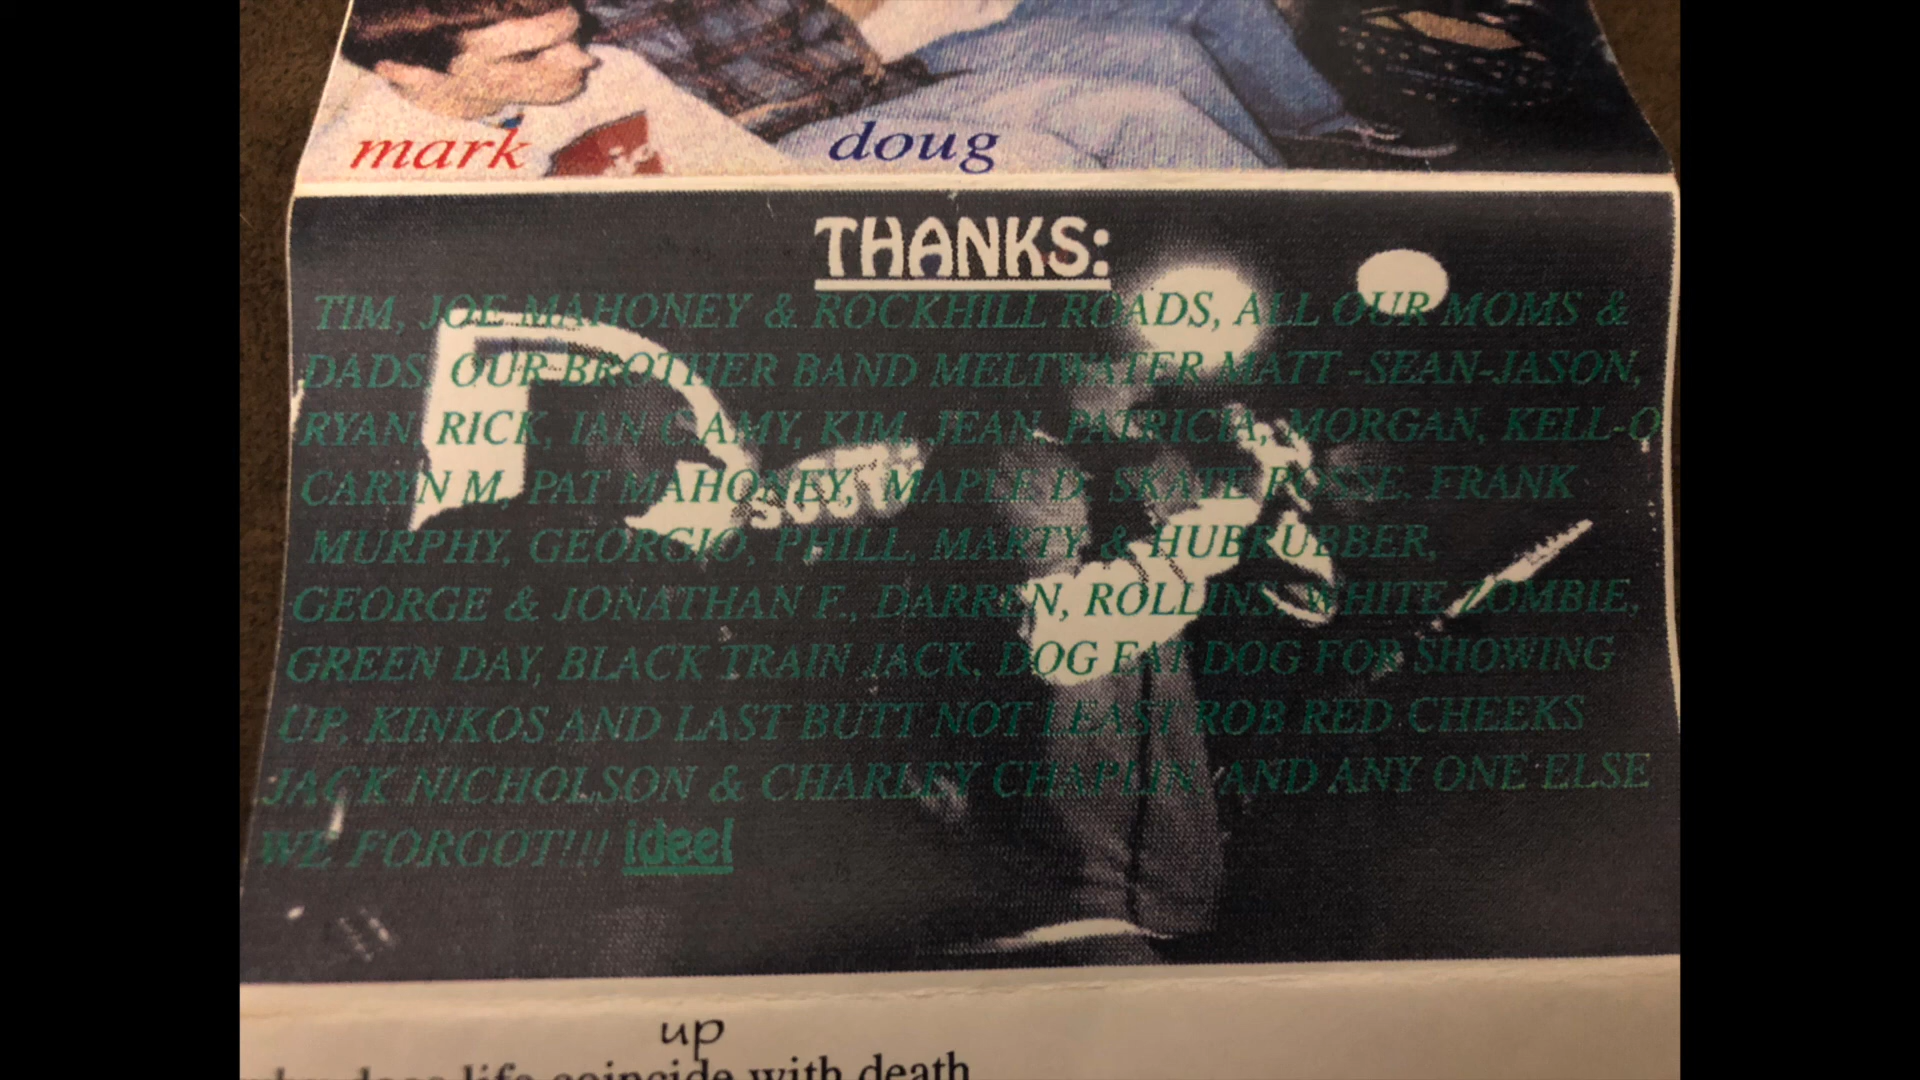 mark doug
THANKS:
TIM, JOE MAHONEY & ROCKHILL ROADS, ALL OUR MOMS &
DADS, OUR BROTHER BAND MELTWATER MATT -SEAN-JASON,
RYAN, RICK, IAN C.AMY, KIM, JEAN, PATRICIA, MORGAN, KELL-O
CARYN M, PAT MAHONEY, MAPLE D. SKATE POSSE, FRANK
MURPHY, GEORGIO, PHILL, MARTY & HUBRUBBER,
GEORGE & JONATHAN F., DARREN, ROLLINS, WHITE ZOMBIE,
GREEN DAY, BLACK TRAIN JACK, DOG EAT DOG FOR SHOWING
UP, KINKOS AND LAST BUTT NOT LEAST ROB RED CHEEKS
JACK NICHOLSON & CHARLEY CHAPLIN, AND ANY ONE ELSE
WE FORGOT!!! ideel
up
does life coincide with death